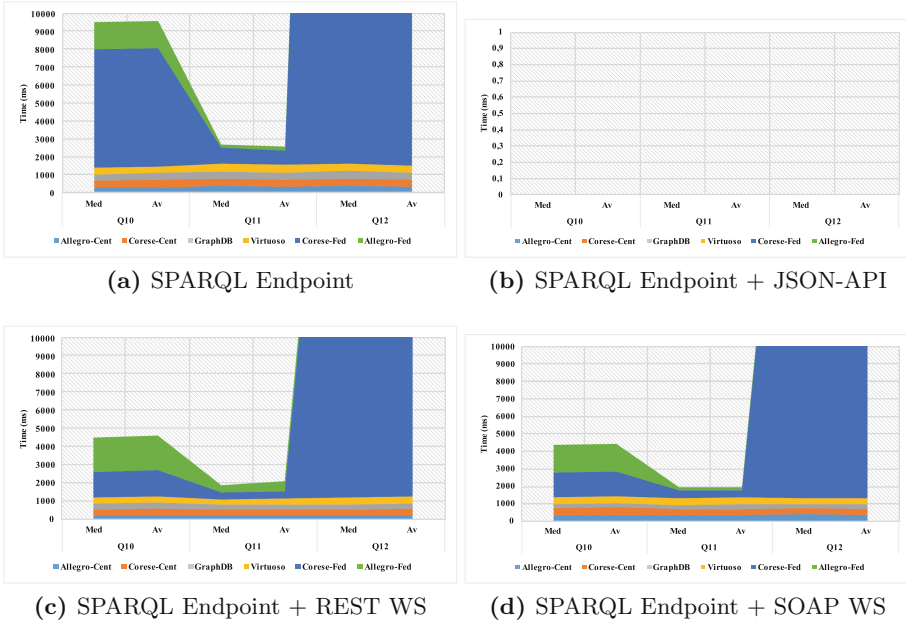 10000
9000
8000
7000
6000
5000
4000
3000
2000
1000
0
Time (ms)
Med Av Med Av Med Av
Q10 Q11 Q12
Allegro-Cent Corese-Cent GraphDB Virtuoso Corese-Fed Allegro-Fed
(a) SPARQL Endpoint
1
0,9
0,8
0,7
0,6
0,5
0,4
0,3
0,2
0,1
0
Time (ms)
Med Av Med Av Med Av
Q10 Q11 Q12
Allegro-Cent Corese-Cent GraphDB Virtuoso Corese-Fed Allegro-Fed
(b) SPARQL Endpoint + JSON-API
10000
9000
8000
7000
6000
5000
4000
3000
2000
1000
0
Time (ms)
Med Av Med Av Med Av
Q10 Q11 Q12
Allegro-Cent Corese-Cent GraphDB Virtuoso Corese-Fed Allegro-Fed
(c) SPARQL Endpoint + REST WS
10000
9000
8000
7000
6000
5000
4000
3000
2000
1000
0
Time (ms)
Med Av Med Av Med Av
Q10 Q11 Q12
Allegro-Cent Corese-Cent GraphDB Virtuoso Corese-Fed Allegro-Fed
(d) SPARQL Endpoint + SOAP WS